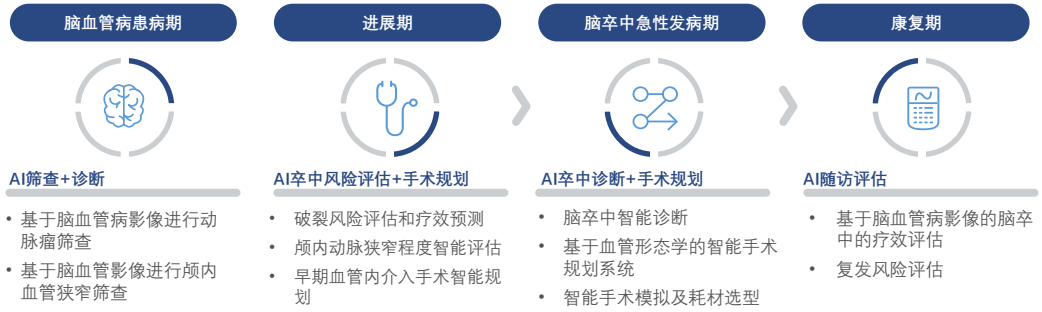 脑血管病患病期
AI筛查+诊断
• 基于脑血管病影像进行动
脉瘤筛查
• 基于脑血管影像进行颅内
血管狭窄筛查
进展期
AI卒中风险评估+手术规划
• 破裂风险评估和疗效预测
• 颅内动脉狭窄程度智能评估
• 早期血管内介入手术智能规
划
脑卒中急性发病期
AI卒中诊断+手术规划
• 脑卒中智能诊断
• 基于血管形态学的智能手术
规划系统
• 智能手术模拟及耗材选型
康复期
AI随访评估
• 基于脑血管病影像的脑卒
中的疗效评估
• 复发风险评估